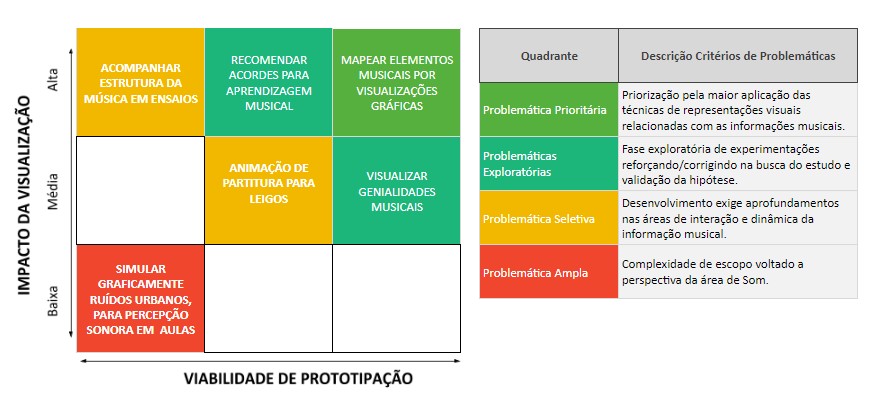 IMPACTO DA VISUALIZAÇÃO
Alta
Média
Baixa
ACOMPANHAR
ESTRUTURA DA
MÚSICA EM ENSAIOS
RECOMENDAR
ACORDES PARA
APRENDIZAGEM
MUSICAL
MAPEAR ELEMENTOS
MUSICAIS POR
VISUALIZAÇÕES
GRÁFICAS
ANIMAÇÃO DE
PARTITURA PARA
LEIGOS
VISUALIZAR
GENIALIDADES
MUSICAIS
SIMULAR
GRAFICAMENTE
RUÍDOS URBANOS,
PARA PERCEPÇÃO
SONORA EM AULAS
VIABILIDADE DE PROTOTIPAÇÃO
Quadrante
Descrição Critérios de Problemáticas
Problemática Prioritária
Priorização pela maior aplicação das
técnicas de representações visuais
relacionadas com as informações musicais.
Problemáticas
Exploratórias
Fase exploratória de experimentações
reforçando/corrigindo na busca do estudo e
validação da hipótese.
Problemática Seletiva
Desenvolvimento exige aprofundamentos
nas áreas de interação e dinâmica da
informação musical.
Problemática Ampla
Complexidade de escopo voltado a
perspectiva da área de Som.